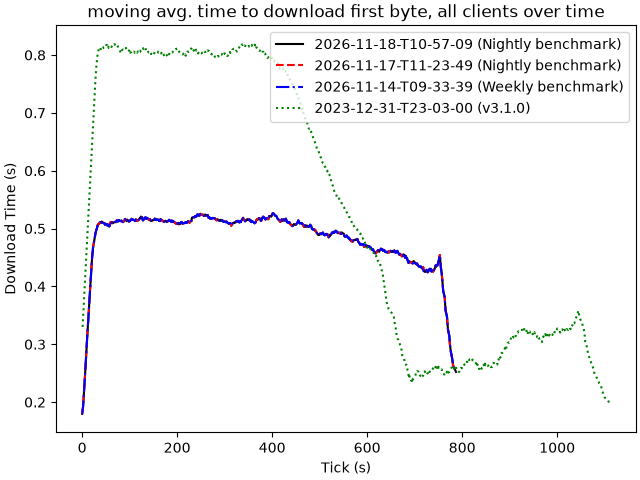 moving avg. time to download first byte, all clients over time
2026-11-18-T10-57-09 (Nightly benchmark)
2026-11-17-T11-23-49 (Nightly benchmark)
2026-11-14-T09-33-39 (Weekly benchmark)
2023-12-31-T23-03-00 (v3.1.0)
Download Time (s)
0.8
0.7
0.6
0.5
0.4
0.3
0.2
0 200 400 600 800 1000
Tick (s)